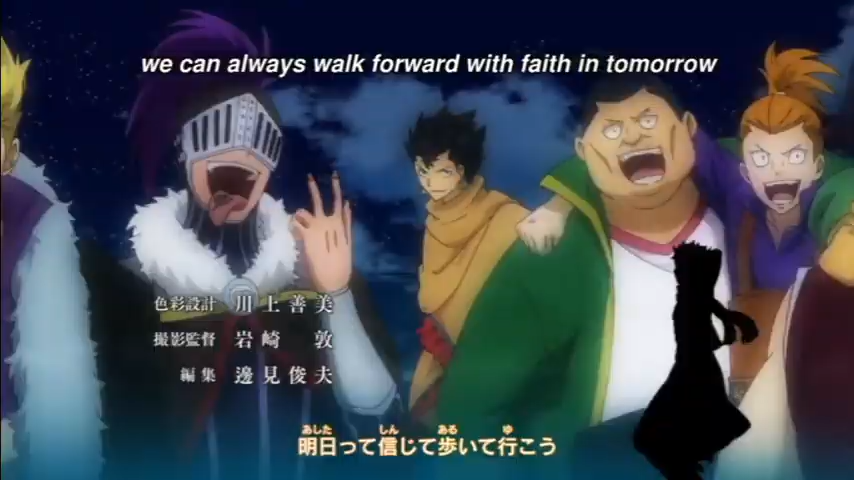 we can always walk forward with faith in tomorrow
色彩設計 川上善美
撮影監督 岩崎 敦
編集 邊見俊夫
あした しん ある ゆ
明日って信じて歩いて行こう